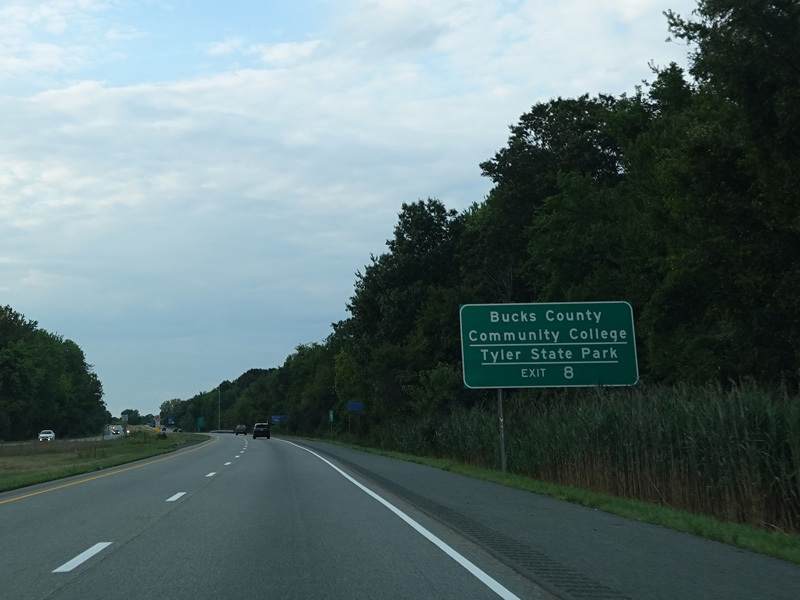 Bucks County
Community College
Tyler State Park
EXIT 8